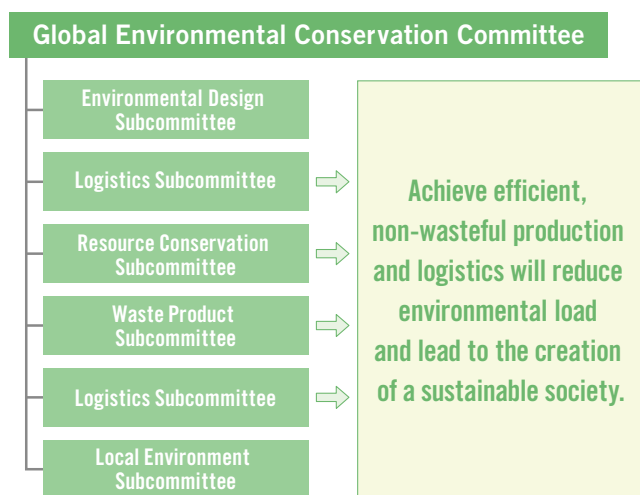 Global Environmental Conservation Committee
Environmental Design
Subcommittee
Logistics Subcommittee
Resource Conservation
Subcommittee
Waste Product
Subcommittee
Logistics Subcommittee
Local Environment
Subcommittee
Achieve efficient,
non-wasteful production
and logistics will reduce
environmental load
and lead to the creation
of a sustainable society.